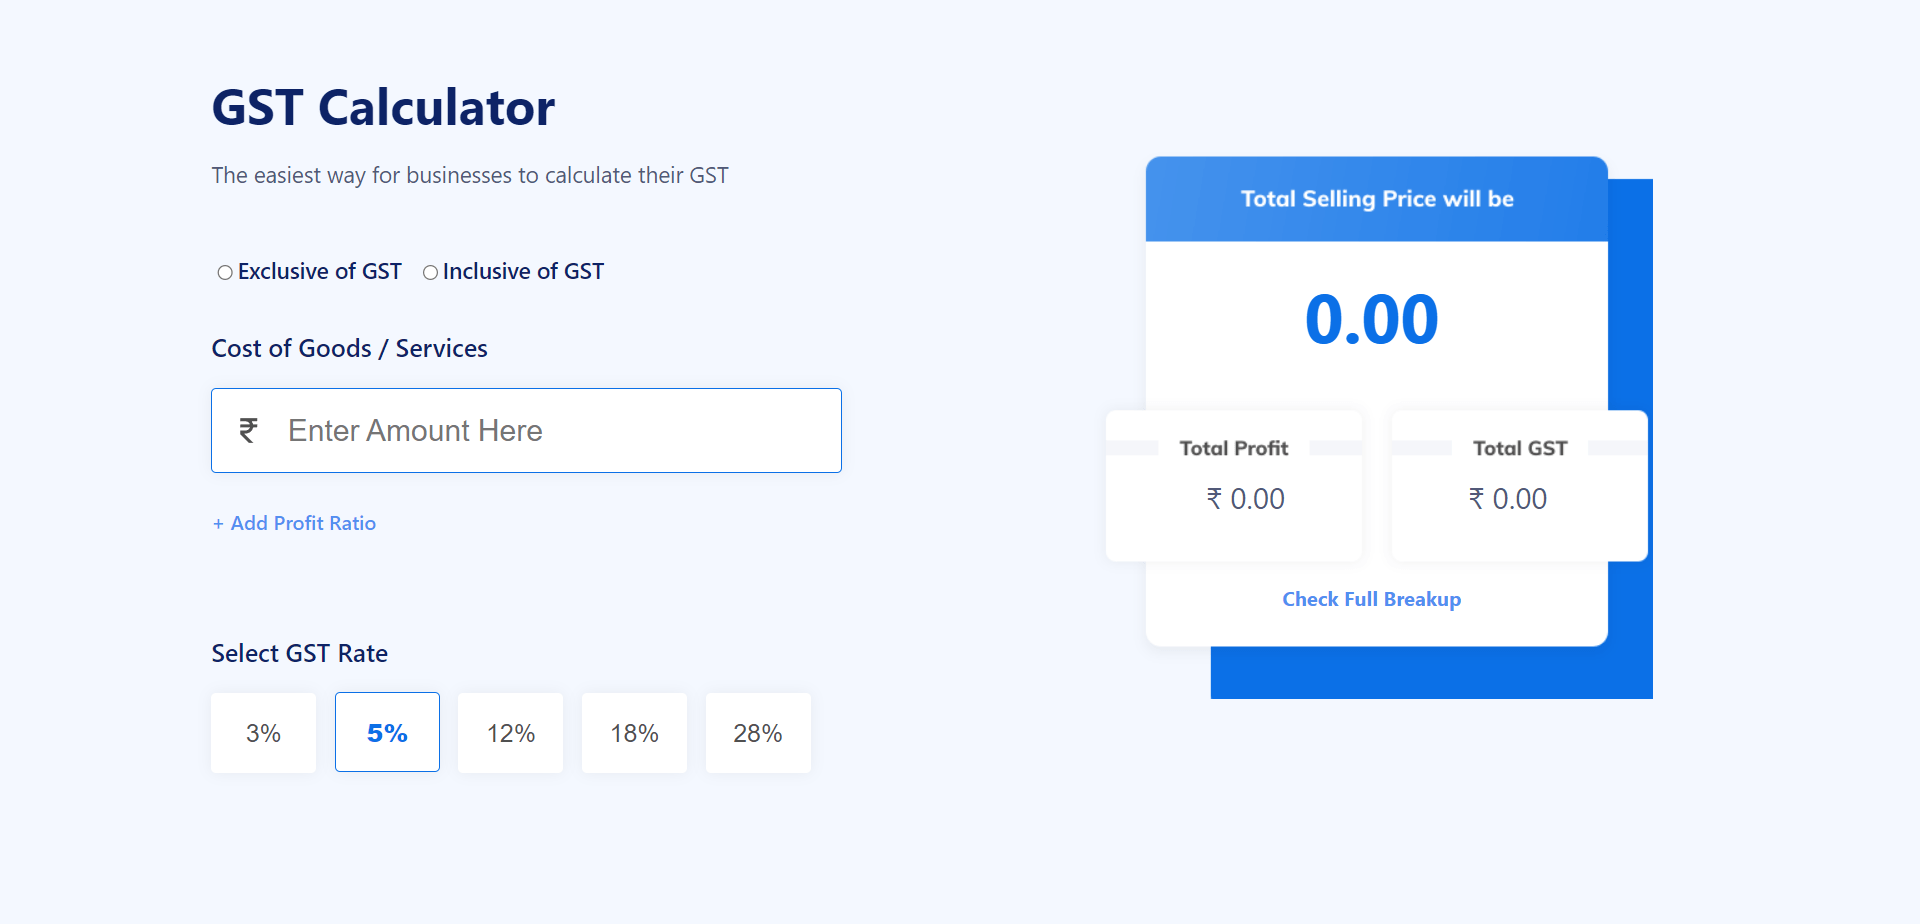 GST Calculator
The easiest way for businesses to calculate their GST
Exclusive of GST Inclusive of GST
Cost of Goods / Services
₹ Enter Amount Here
+ Add Profit Ratio
Select GST Rate
3% 5% 12% 18% 28%
Total Selling Price will be
0.00
Total Profit
₹ 0.00
Total GST
₹ 0.00
Check Full Breakup